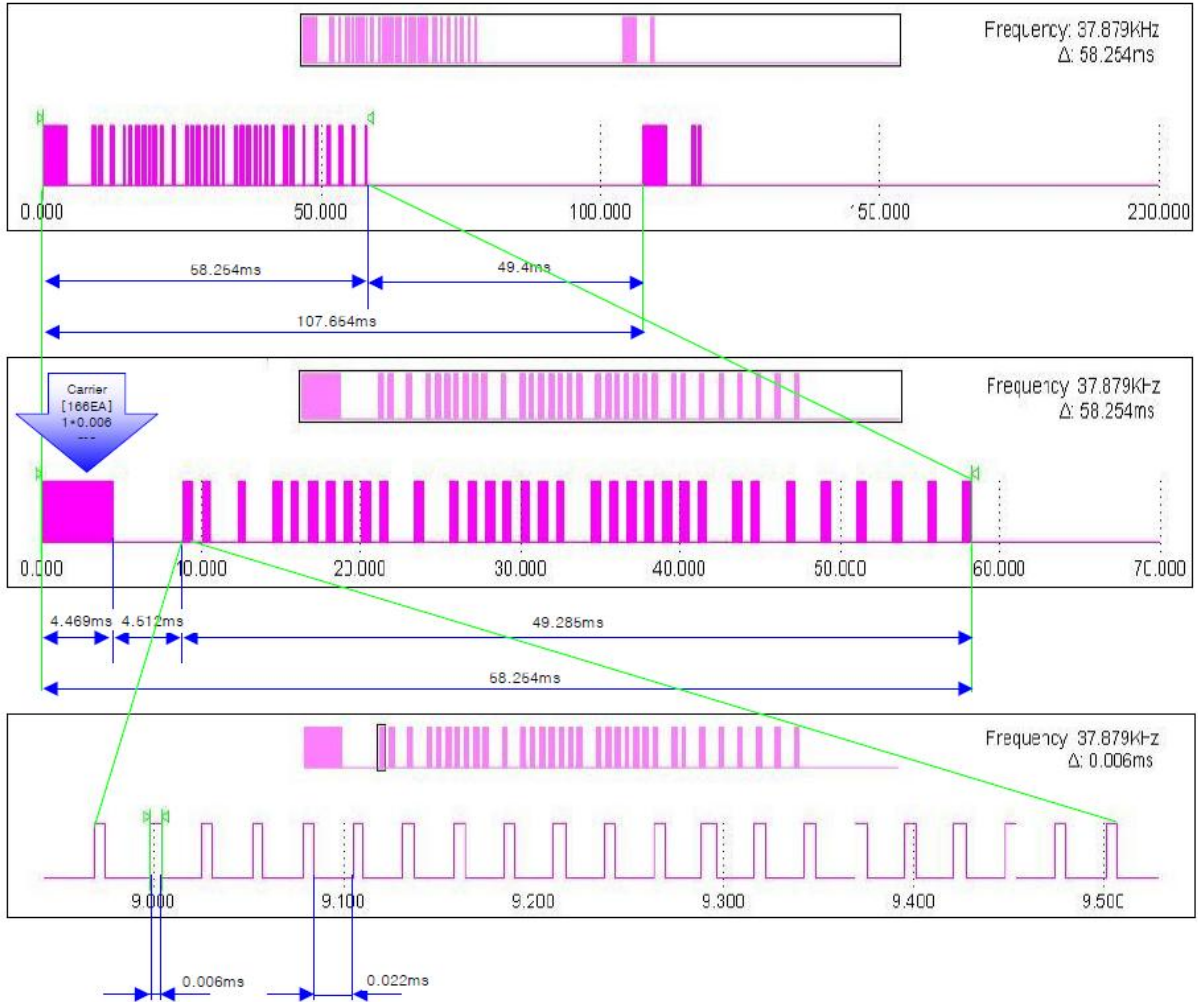 Frequency: 37.879KHz
Δ: 58.254ms
0.000 50.000 100.000 150.000 200.000
58.254ms
49.4ms
107.654ms
Carrier
[166EA]
1*0.006
Frequency 37.879KHz
Δ: 58.254ms
0.000 10.000 20.000 30.000 40.000 50.000 60.000 70.000
4.469ms 4.512ms 49.285ms
58.254ms
Frequency 37.879KHz
Δ: 0.006ms
9.000 9.100 9.200 9.300 9.400 9.500
0.006ms 0.022ms